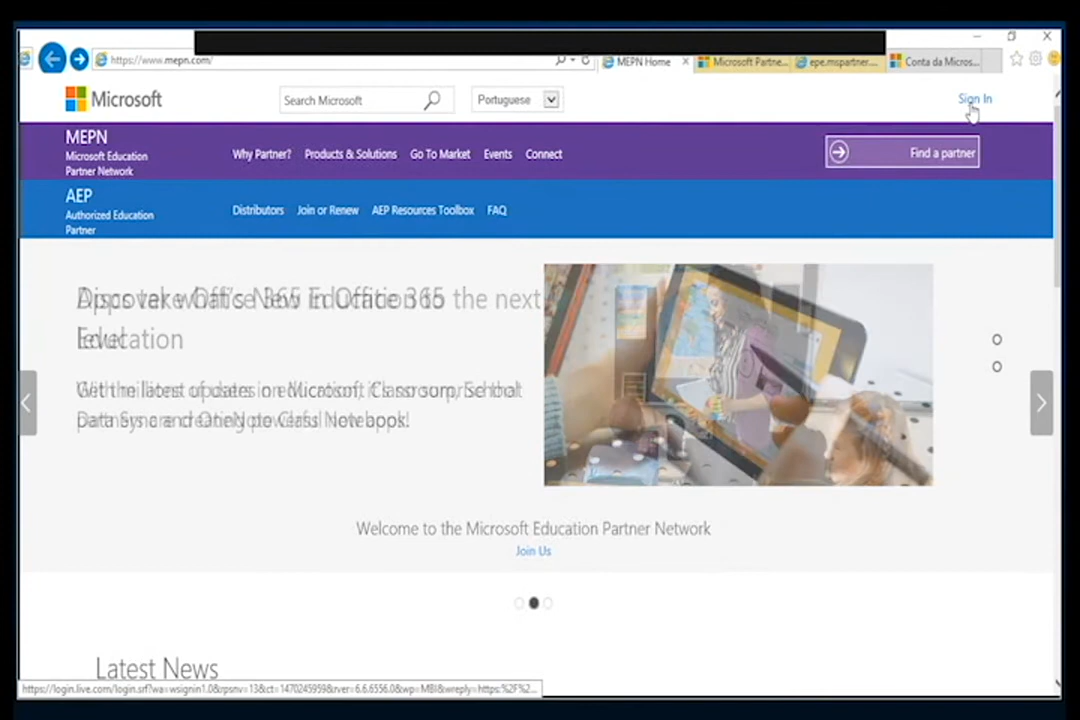 https://www.mepn.com/
MEPN Home
Microsoft Partne...
epe.mspartner....
Conta da Micros...
Microsoft
Search Microsoft
Portuguese
Sign In
MEPN
Microsoft Education
Partner Network
Why Partner?
Products & Solutions
Go To Market
Events
Connect
Find a partner
AEP
Authorized Education
Partner
Distributors
Join or Renew
AEP Resources Toolbox
FAQ
Education
Welcome to the Microsoft Education Partner Network
Join Us
Latest News